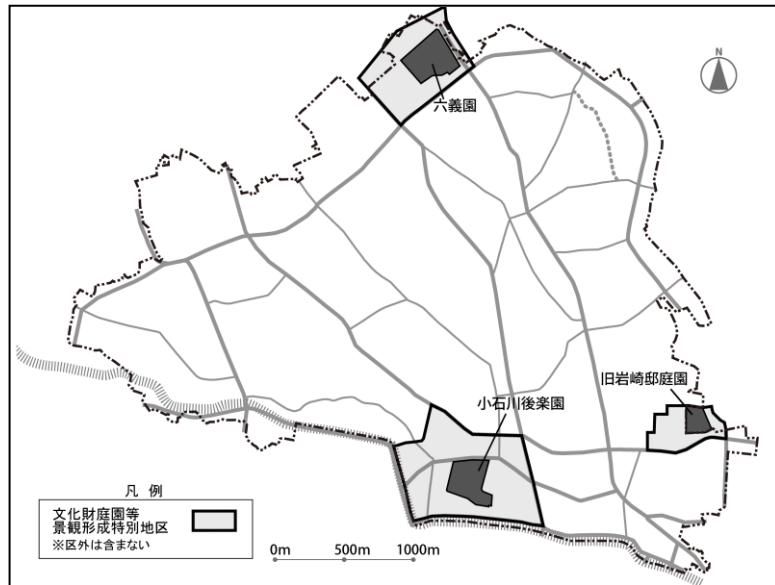 N
六義園
旧岩崎邸庭園
小石川後楽園
凡 例
文化財庭園等
景観形成特別地区
※区外は含まない
0m 500m 1000m